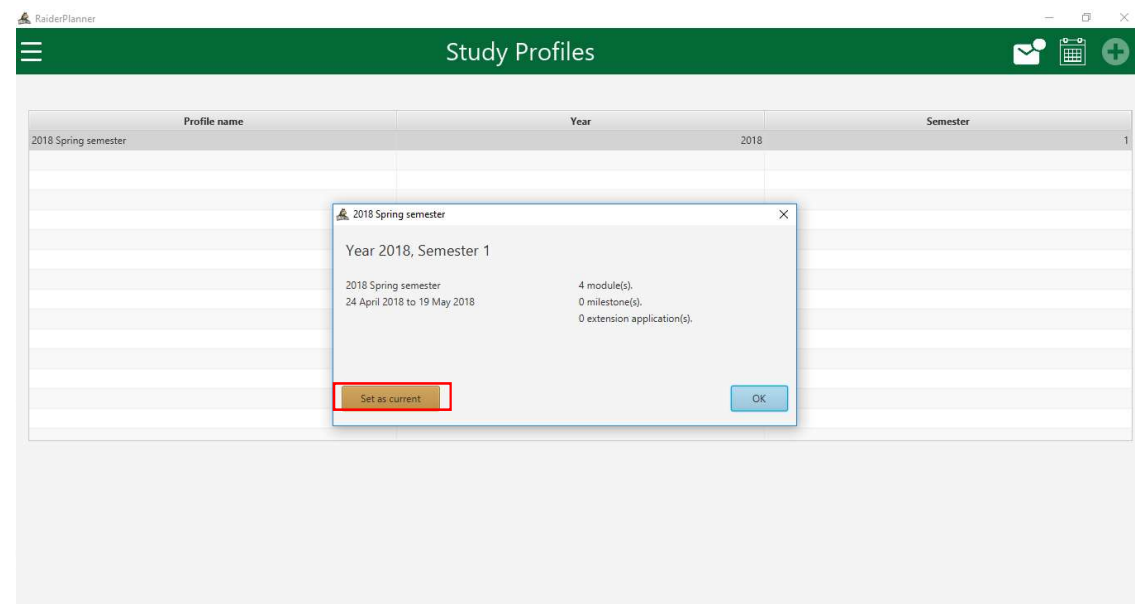 RaiderPlanner
Study Profiles
Profile name Year Semester
2018 Spring semester 2018 1
2018 Spring semester
Year 2018, Semester 1
2018 Spring semester 4 module(s).
24 April 2018 to 19 May 2018 0 milestone(s).
0 extension application(s).
Set as current OK